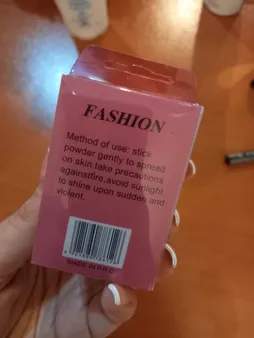 FASHION
Method of use: stick
powder gently to spread
on skin.take precautions
againstfire,avoid sunlight
to shine upon sudden and
violent.
MADE IN P.R.C